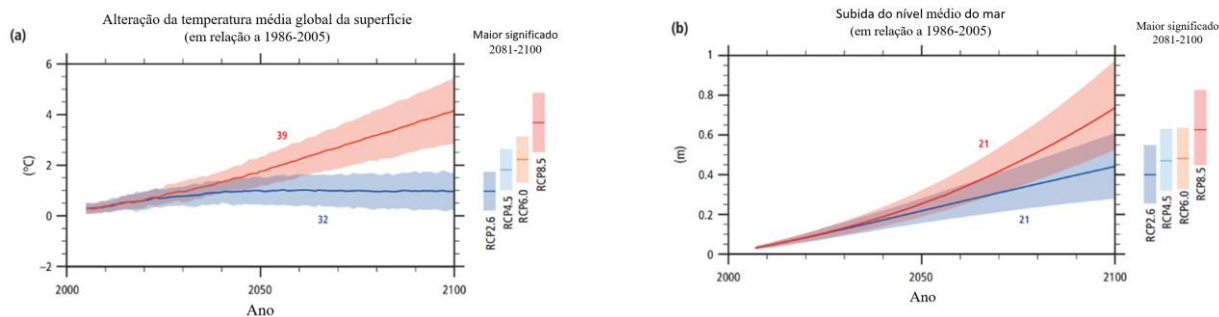 Alteração da temperatura média global da superfície
(em relação a 1986-2005)
(a)
Maior significado
2081-2100
6
4
2
0
−2
(°C)
39
32
2000
2050
2100
Ano
RCP2.6
RCP4.5
RCP6.0
RCP8.5
Subida do nível médio do mar
(em relação a 1986-2005)
(b)
Maior significado
2081-2100
1
0.8
0.6
0.4
0.2
0
(m)
21
21
2000
2050
2100
Ano
RCP2.6
RCP4.5
RCP6.0
RCP8.5